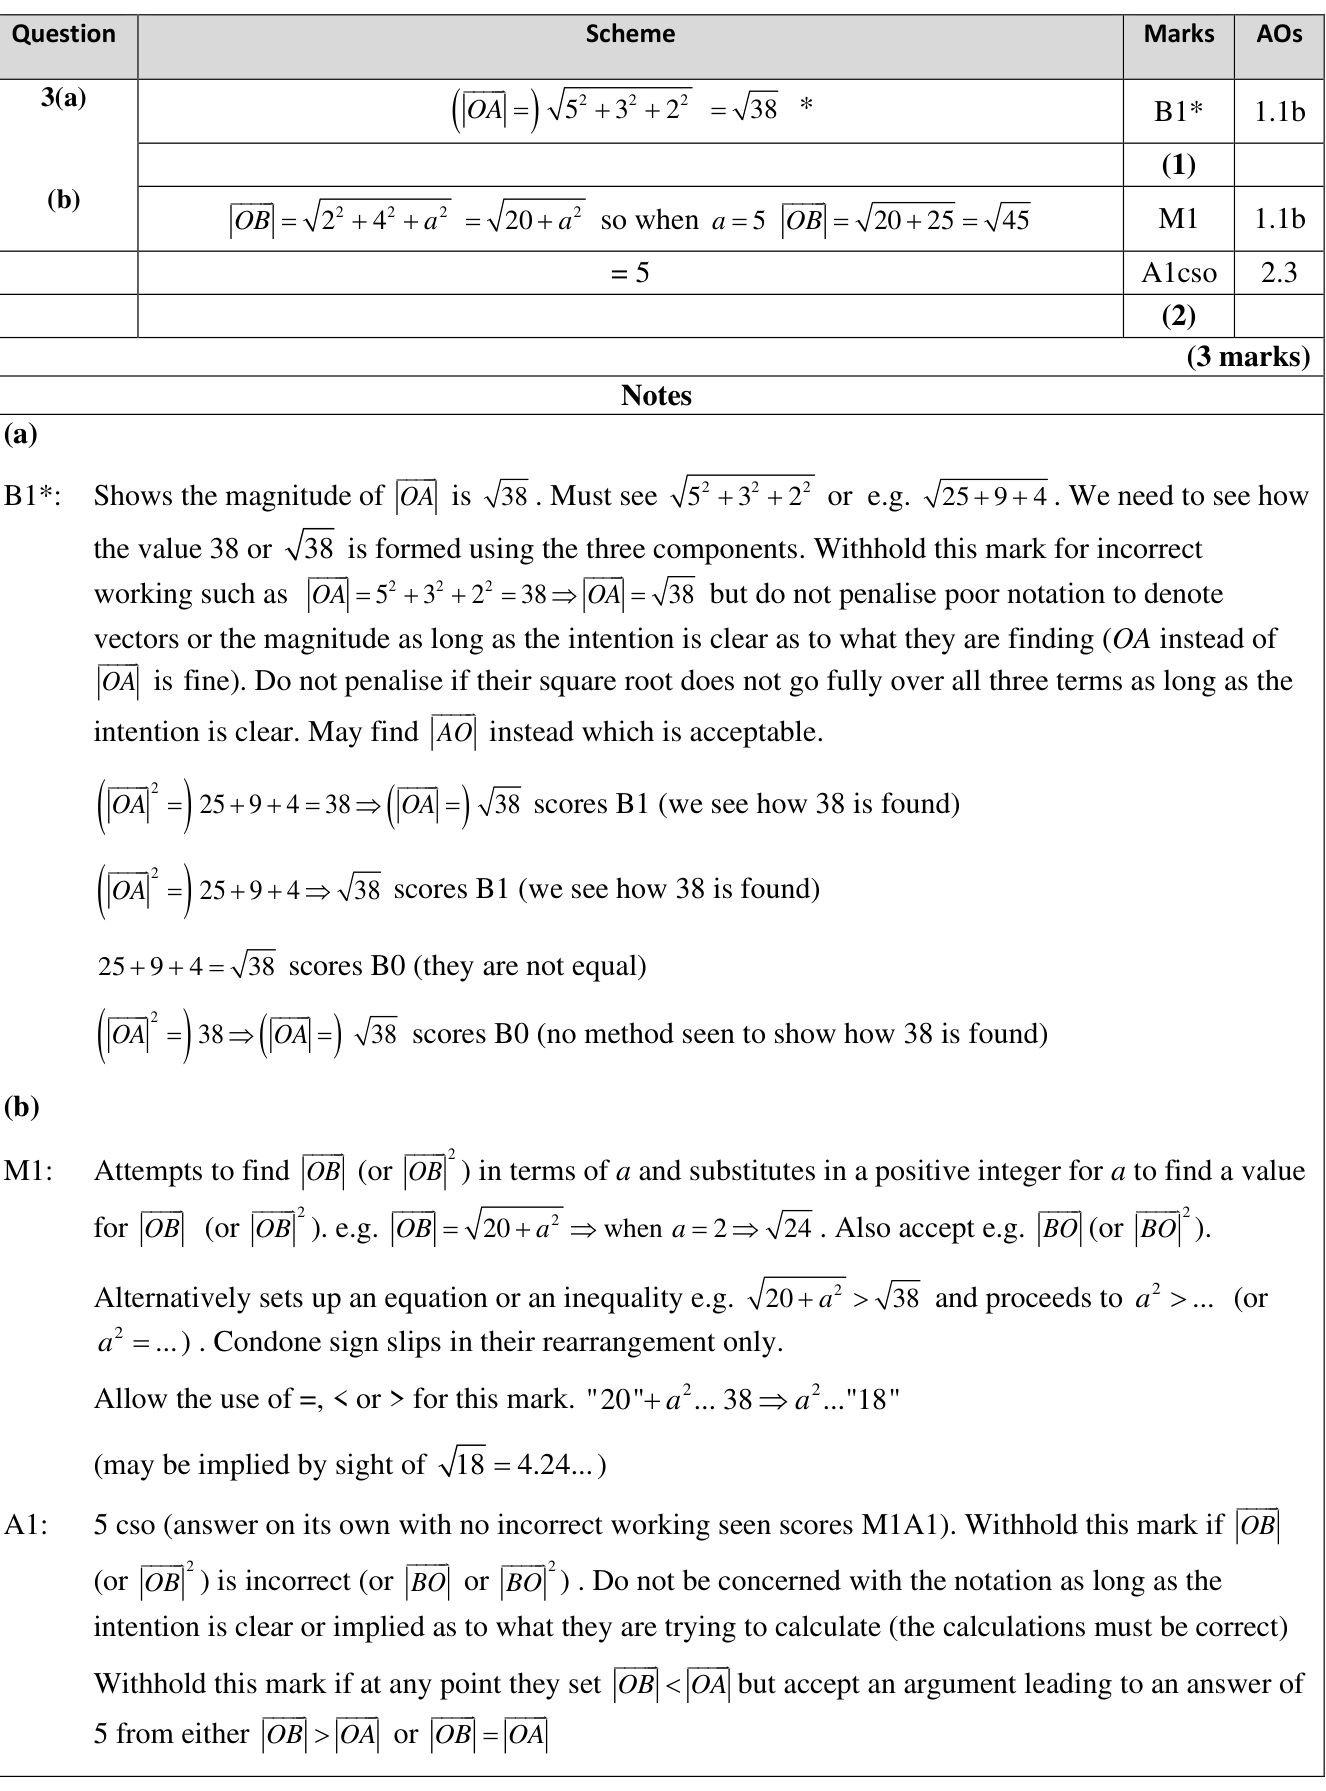 Question Scheme Marks AOs
3(a) (|OA| =) √(5² + 3² + 2²) = √38 * B1* 1.1b
(1)
(b) |OB| = √(2² + 4² + a²) = √(20 + a²) so when a = 5 |OB| = √(20 + 25) = √45 M1 1.1b
= 5 A1cso 2.3
(2)
(3 marks)
Notes
(a)
B1*: Shows the magnitude of |OA| is √38 . Must see √(5² + 3² + 2²) or e.g. √(25 + 9 + 4) . We need to see how
the value 38 or √38 is formed using the three components. Withhold this mark for incorrect
working such as |OA| = 5² + 3² + 2² = 38 ⇒ |OA| = √38 but do not penalise poor notation to denote
vectors or the magnitude as long as the intention is clear as to what they are finding (OA instead of
|OA| is fine). Do not penalise if their square root does not go fully over all three terms as long as the
intention is clear. May find |AO| instead which is acceptable.
(|OA|² =) 25 + 9 + 4 = 38 ⇒ (|OA| =) √38 scores B1 (we see how 38 is found)
(|OA|² =) 25 + 9 + 4 ⇒ √38 scores B1 (we see how 38 is found)
25 + 9 + 4 = √38 scores B0 (they are not equal)
(|OA|² =) 38 ⇒ (|OA| =) √38 scores B0 (no method seen to show how 38 is found)
(b)
M1: Attempts to find |OB| (or |OB|² ) in terms of a and substitutes in a positive integer for a to find a value
for |OB| (or |OB|² ). e.g. |OB| = √(20 + a²) ⇒ when a = 2 ⇒ √24 . Also accept e.g. |BO| (or |BO|² ).
Alternatively sets up an equation or an inequality e.g. √(20 + a²) > √38 and proceeds to a² > ... (or
a² = ...) . Condone sign slips in their rearrangement only.
Allow the use of =, < or > for this mark. "20"+ a² ... 38 ⇒ a² ..."18"
(may be implied by sight of √18 = 4.24... )
A1: 5 cso (answer on its own with no incorrect working seen scores M1A1). Withhold this mark if |OB|
(or |OB|² ) is incorrect (or |BO| or |BO|² ) . Do not be concerned with the notation as long as the
intention is clear or implied as to what they are trying to calculate (the calculations must be correct)
Withhold this mark if at any point they set |OB| < |OA| but accept an argument leading to an answer of
5 from either |OB| > |OA| or |OB| = |OA|